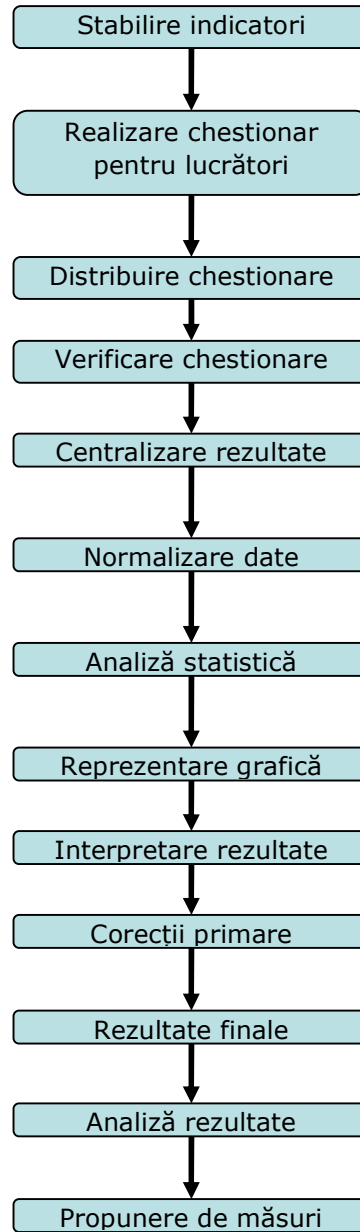 Stabilire indicatori
Realizare chestionar
pentru lucrători
Distribuire chestionare
Verificare chestionare
Centralizare rezultate
Normalizare date
Analiză statistică
Reprezentare grafică
Interpretare rezultate
Corecții primare
Rezultate finale
Analiză rezultate
Propunere de măsuri